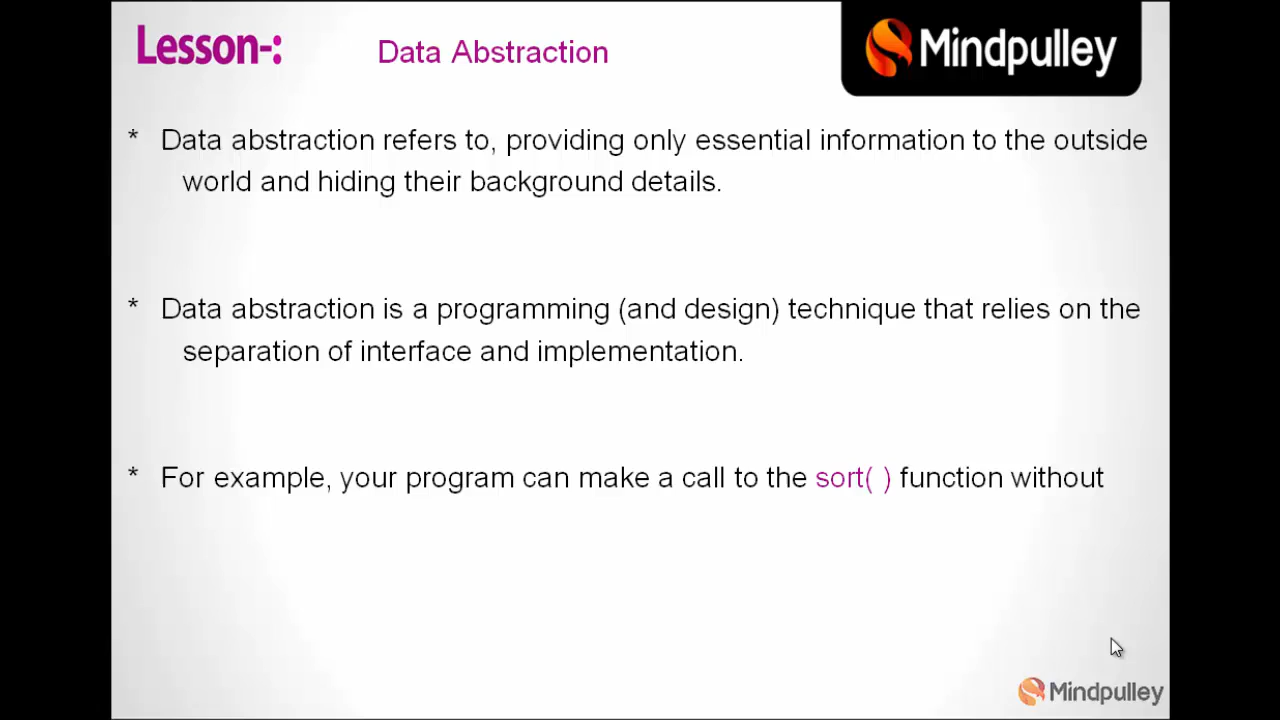 Lesson-: Data Abstraction
Mindpulley
* Data abstraction refers to, providing only essential information to the outside
world and hiding their background details.
* Data abstraction is a programming (and design) technique that relies on the
separation of interface and implementation.
* For example, your program can make a call to the sort( ) function without
Mindpulley